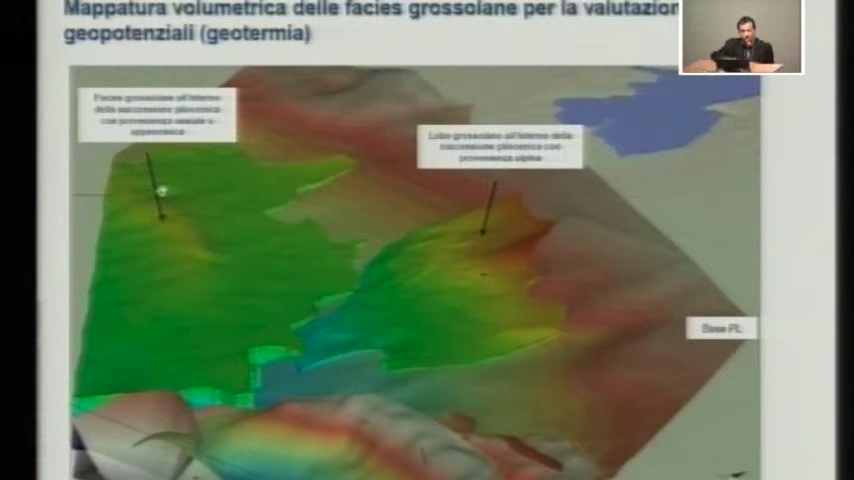 Mappatura volumetrica delle facies grossolane per la
geopotenziali (geotermia)
Facies grossolane all'interno
della successione pliocenica
con provenienza assiale o
appenninica
Lobo grossolano all'interno della
successione pliocenica con
provenienza alpina
Base PL